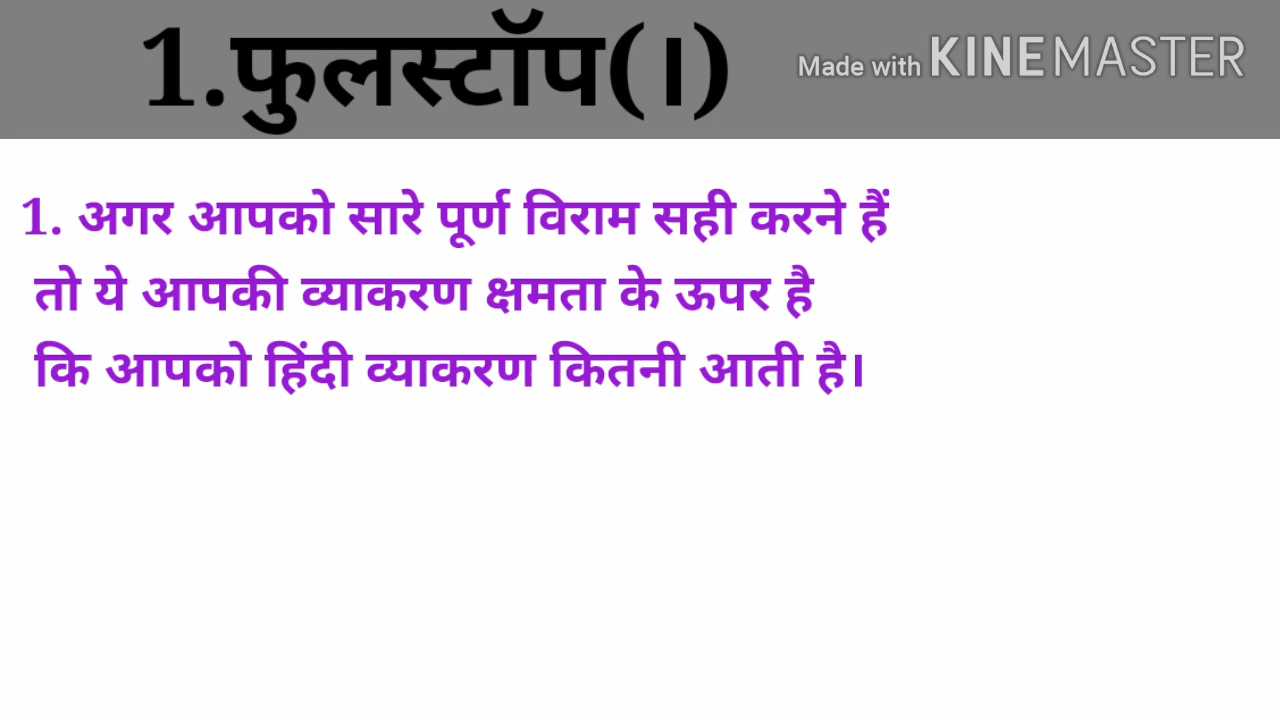 1.फुलस्टॉप(।)
Made with KINEMASTER
1. अगर आपको सारे पूर्ण विराम सही करने हैं
तो ये आपकी व्याकरण क्षमता के ऊपर है
कि आपको हिंदी व्याकरण कितनी आती है।